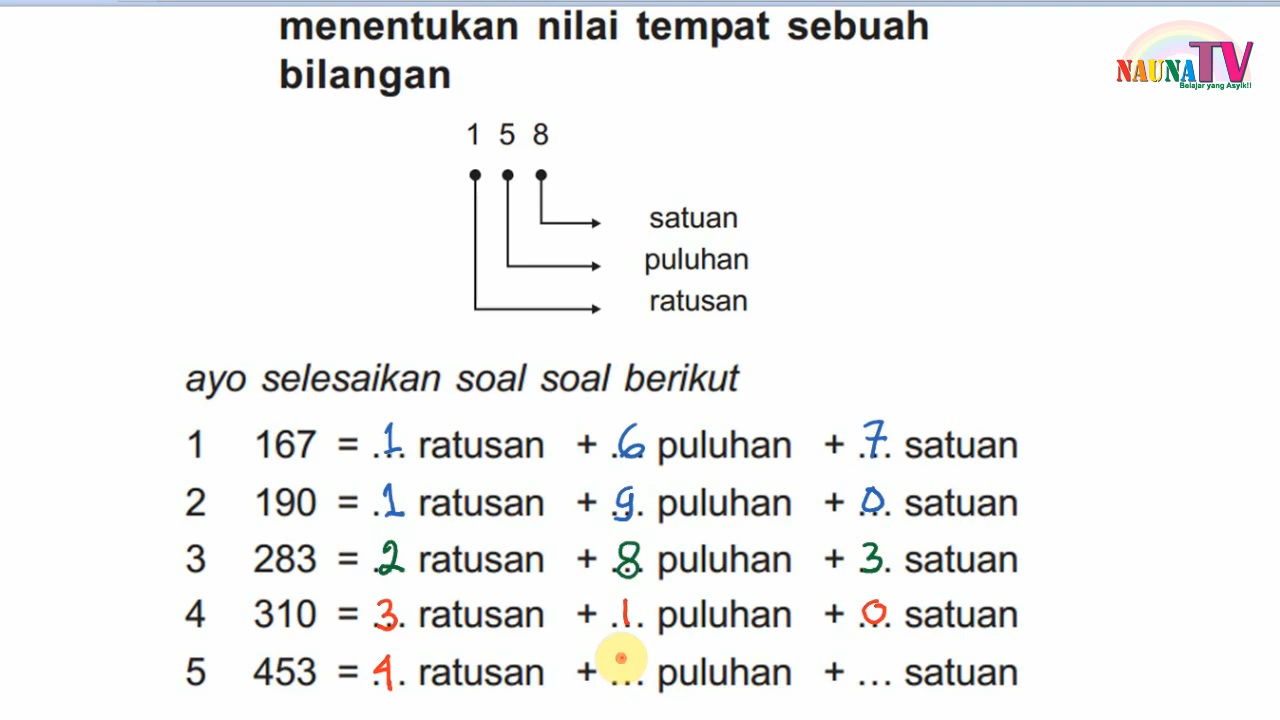 menentukan nilai tempat sebuah
bilangan
NAUNA TV
Belajar yang Asyik!!
1 5 8
satuan
puluhan
ratusan
ayo selesaikan soal soal berikut
1 167 = .1. ratusan + .6. puluhan + .7. satuan
2 190 = .1 ratusan + .9. puluhan + .0. satuan
3 283 = .2 ratusan + .8. puluhan + .3. satuan
4 310 = .3. ratusan + .1.. puluhan + .0. satuan
5 453 = .4. ratusan + ... puluhan + ... satuan